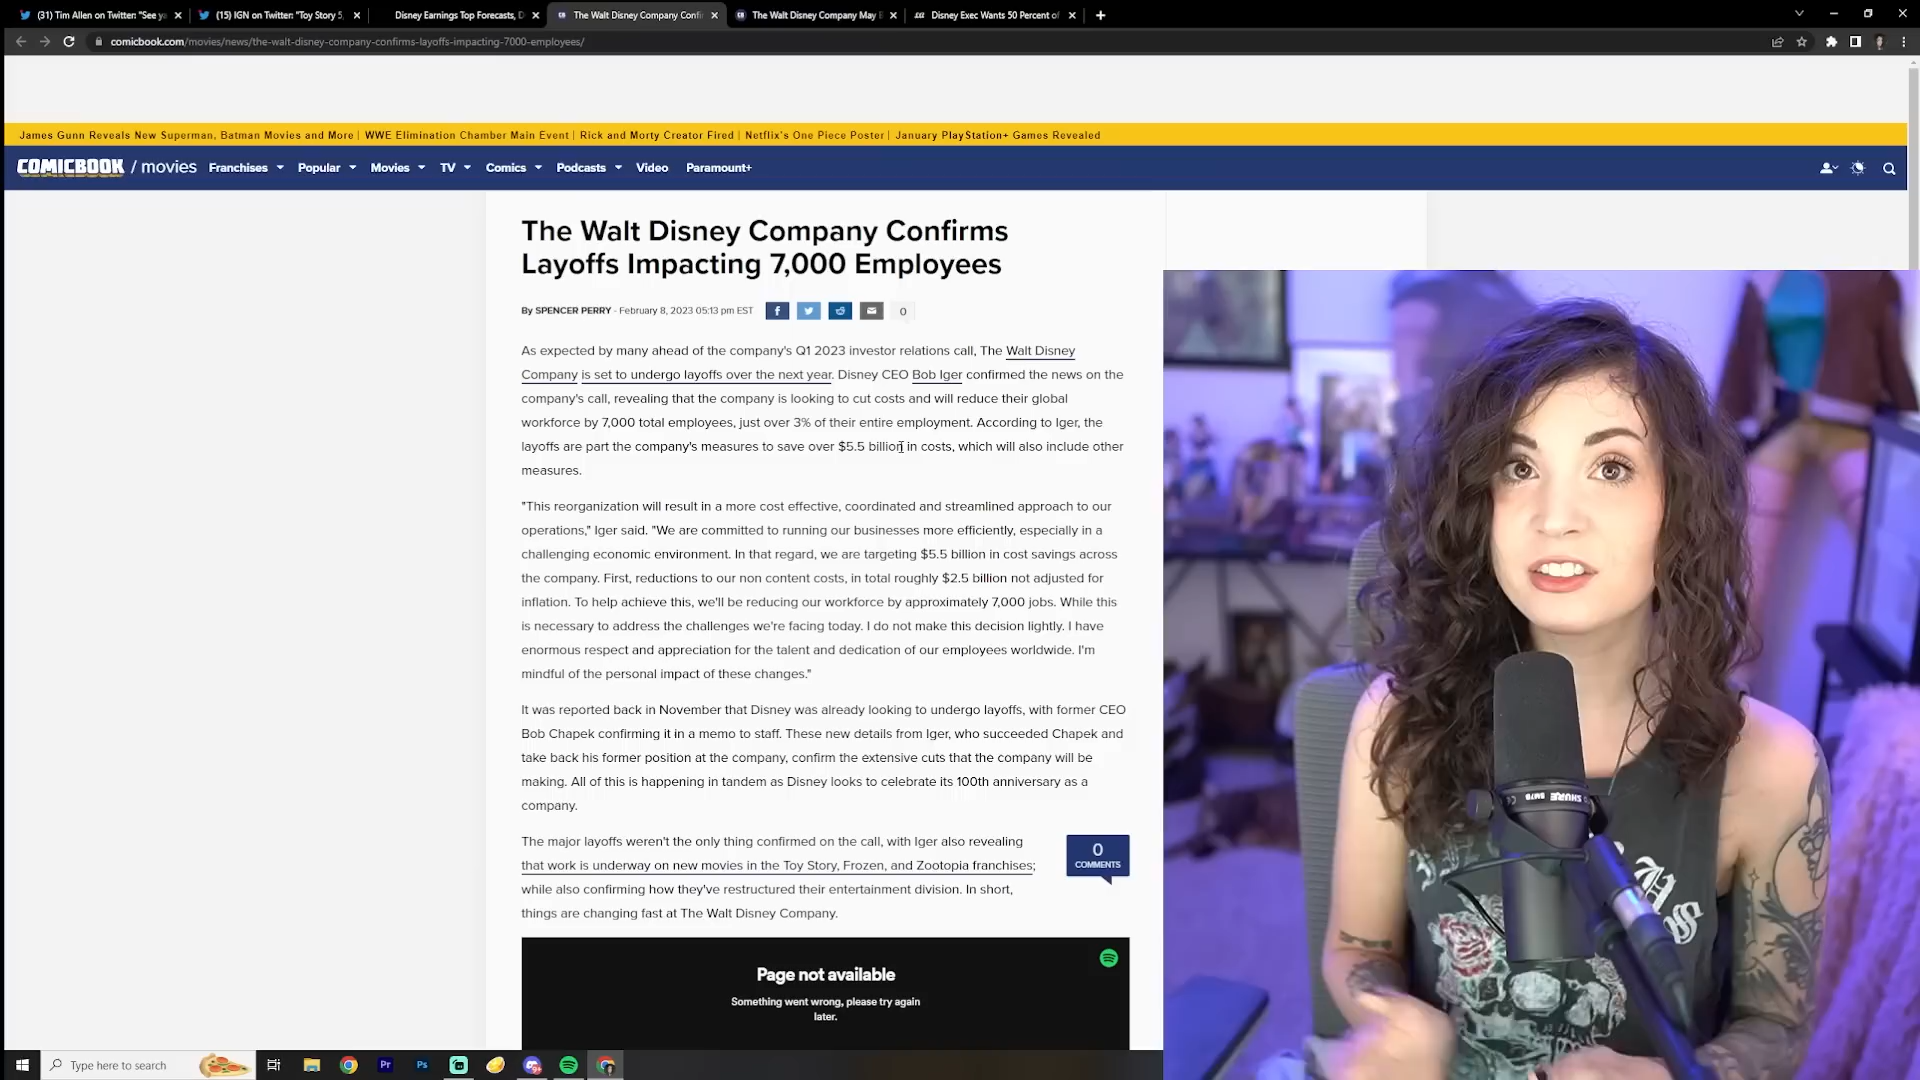 (31) Tim Allen on Twitter: "See ya
(15) IGN on Twitter: "Toy Story 5,
Disney Earnings Top Forecasts, D
The Walt Disney Company Confi
The Walt Disney Company May
Disney Exec Wants 50 Percent of
comicbook.com/movies/news/the-walt-disney-company-confirms-layoffs-impacting-7000-employees/
James Gunn Reveals New Superman, Batman Movies and More | WWE Elimination Chamber Main Event | Rick and Morty Creator Fired | Netflix's One Piece Poster | January PlayStation+ Games Revealed
COMICBOOK / movies Franchises Popular Movies TV Comics Podcasts Video Paramount+
The Walt Disney Company Confirms
Layoffs Impacting 7,000 Employees
By SPENCER PERRY - February 8, 2023 05:13 pm EST
0
As expected by many ahead of the company's Q1 2023 investor relations call, The Walt Disney
Company is set to undergo layoffs over the next year. Disney CEO Bob Iger confirmed the news on the
company's call, revealing that the company is looking to cut costs and will reduce their global
workforce by 7,000 total employees, just over 3% of their entire employment. According to Iger, the
layoffs are part the company's measures to save over $5.5 billion in costs, which will also include other
measures.
"This reorganization will result in a more cost effective, coordinated and streamlined approach to our
operations," Iger said. "We are committed to running our businesses more efficiently, especially in a
challenging economic environment. In that regard, we are targeting $5.5 billion in cost savings across
the company. First, reductions to our non content costs, in total roughly $2.5 billion not adjusted for
inflation. To help achieve this, we'll be reducing our workforce by approximately 7,000 jobs. While this
is necessary to address the challenges we're facing today. I do not make this decision lightly. I have
enormous respect and appreciation for the talent and dedication of our employees worldwide. I'm
mindful of the personal impact of these changes."
It was reported back in November that Disney was already looking to undergo layoffs, with former CEO
Bob Chapek confirming it in a memo to staff. These new details from Iger, who succeeded Chapek and
take back his former position at the company, confirm the extensive cuts that the company will be
making. All of this is happening in tandem as Disney looks to celebrate its 100th anniversary as a
company.
The major layoffs weren't the only thing confirmed on the call, with Iger also revealing
that work is underway on new movies in the Toy Story, Frozen, and Zootopia franchises;
while also confirming how they've restructured their entertainment division. In short,
things are changing fast at The Walt Disney Company.
0
COMMENTS
Page not available
Something went wrong, please try again
later.
SHURE SM7B
Type here to search
Pr
Ps